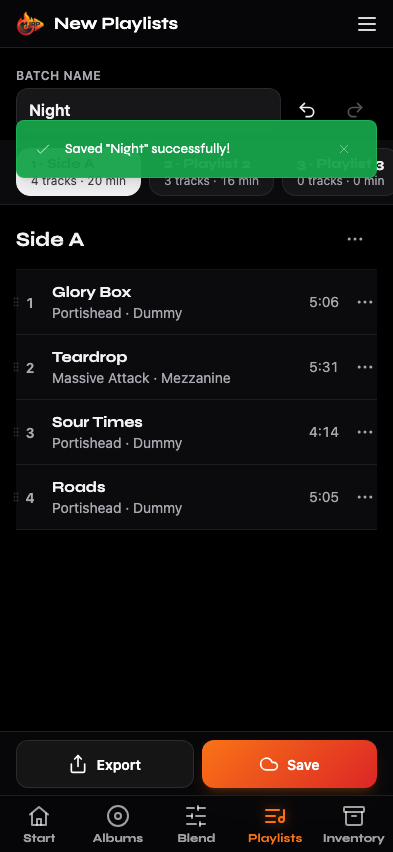 New Playlists
BATCH NAME
Night
Saved "Night" successfully!
1 · Side A
2 · Playlist 2
3 · Playlist 3
4 tracks · 20 min
3 tracks · 16 min
0 tracks · 0 min
Side A
1
Glory Box
Portishead · Dummy
5:06
2
Teardrop
Massive Attack · Mezzanine
5:31
3
Sour Times
Portishead · Dummy
4:14
4
Roads
Portishead · Dummy
5:05
Export
Save
Start
Albums
Blend
Playlists
Inventory